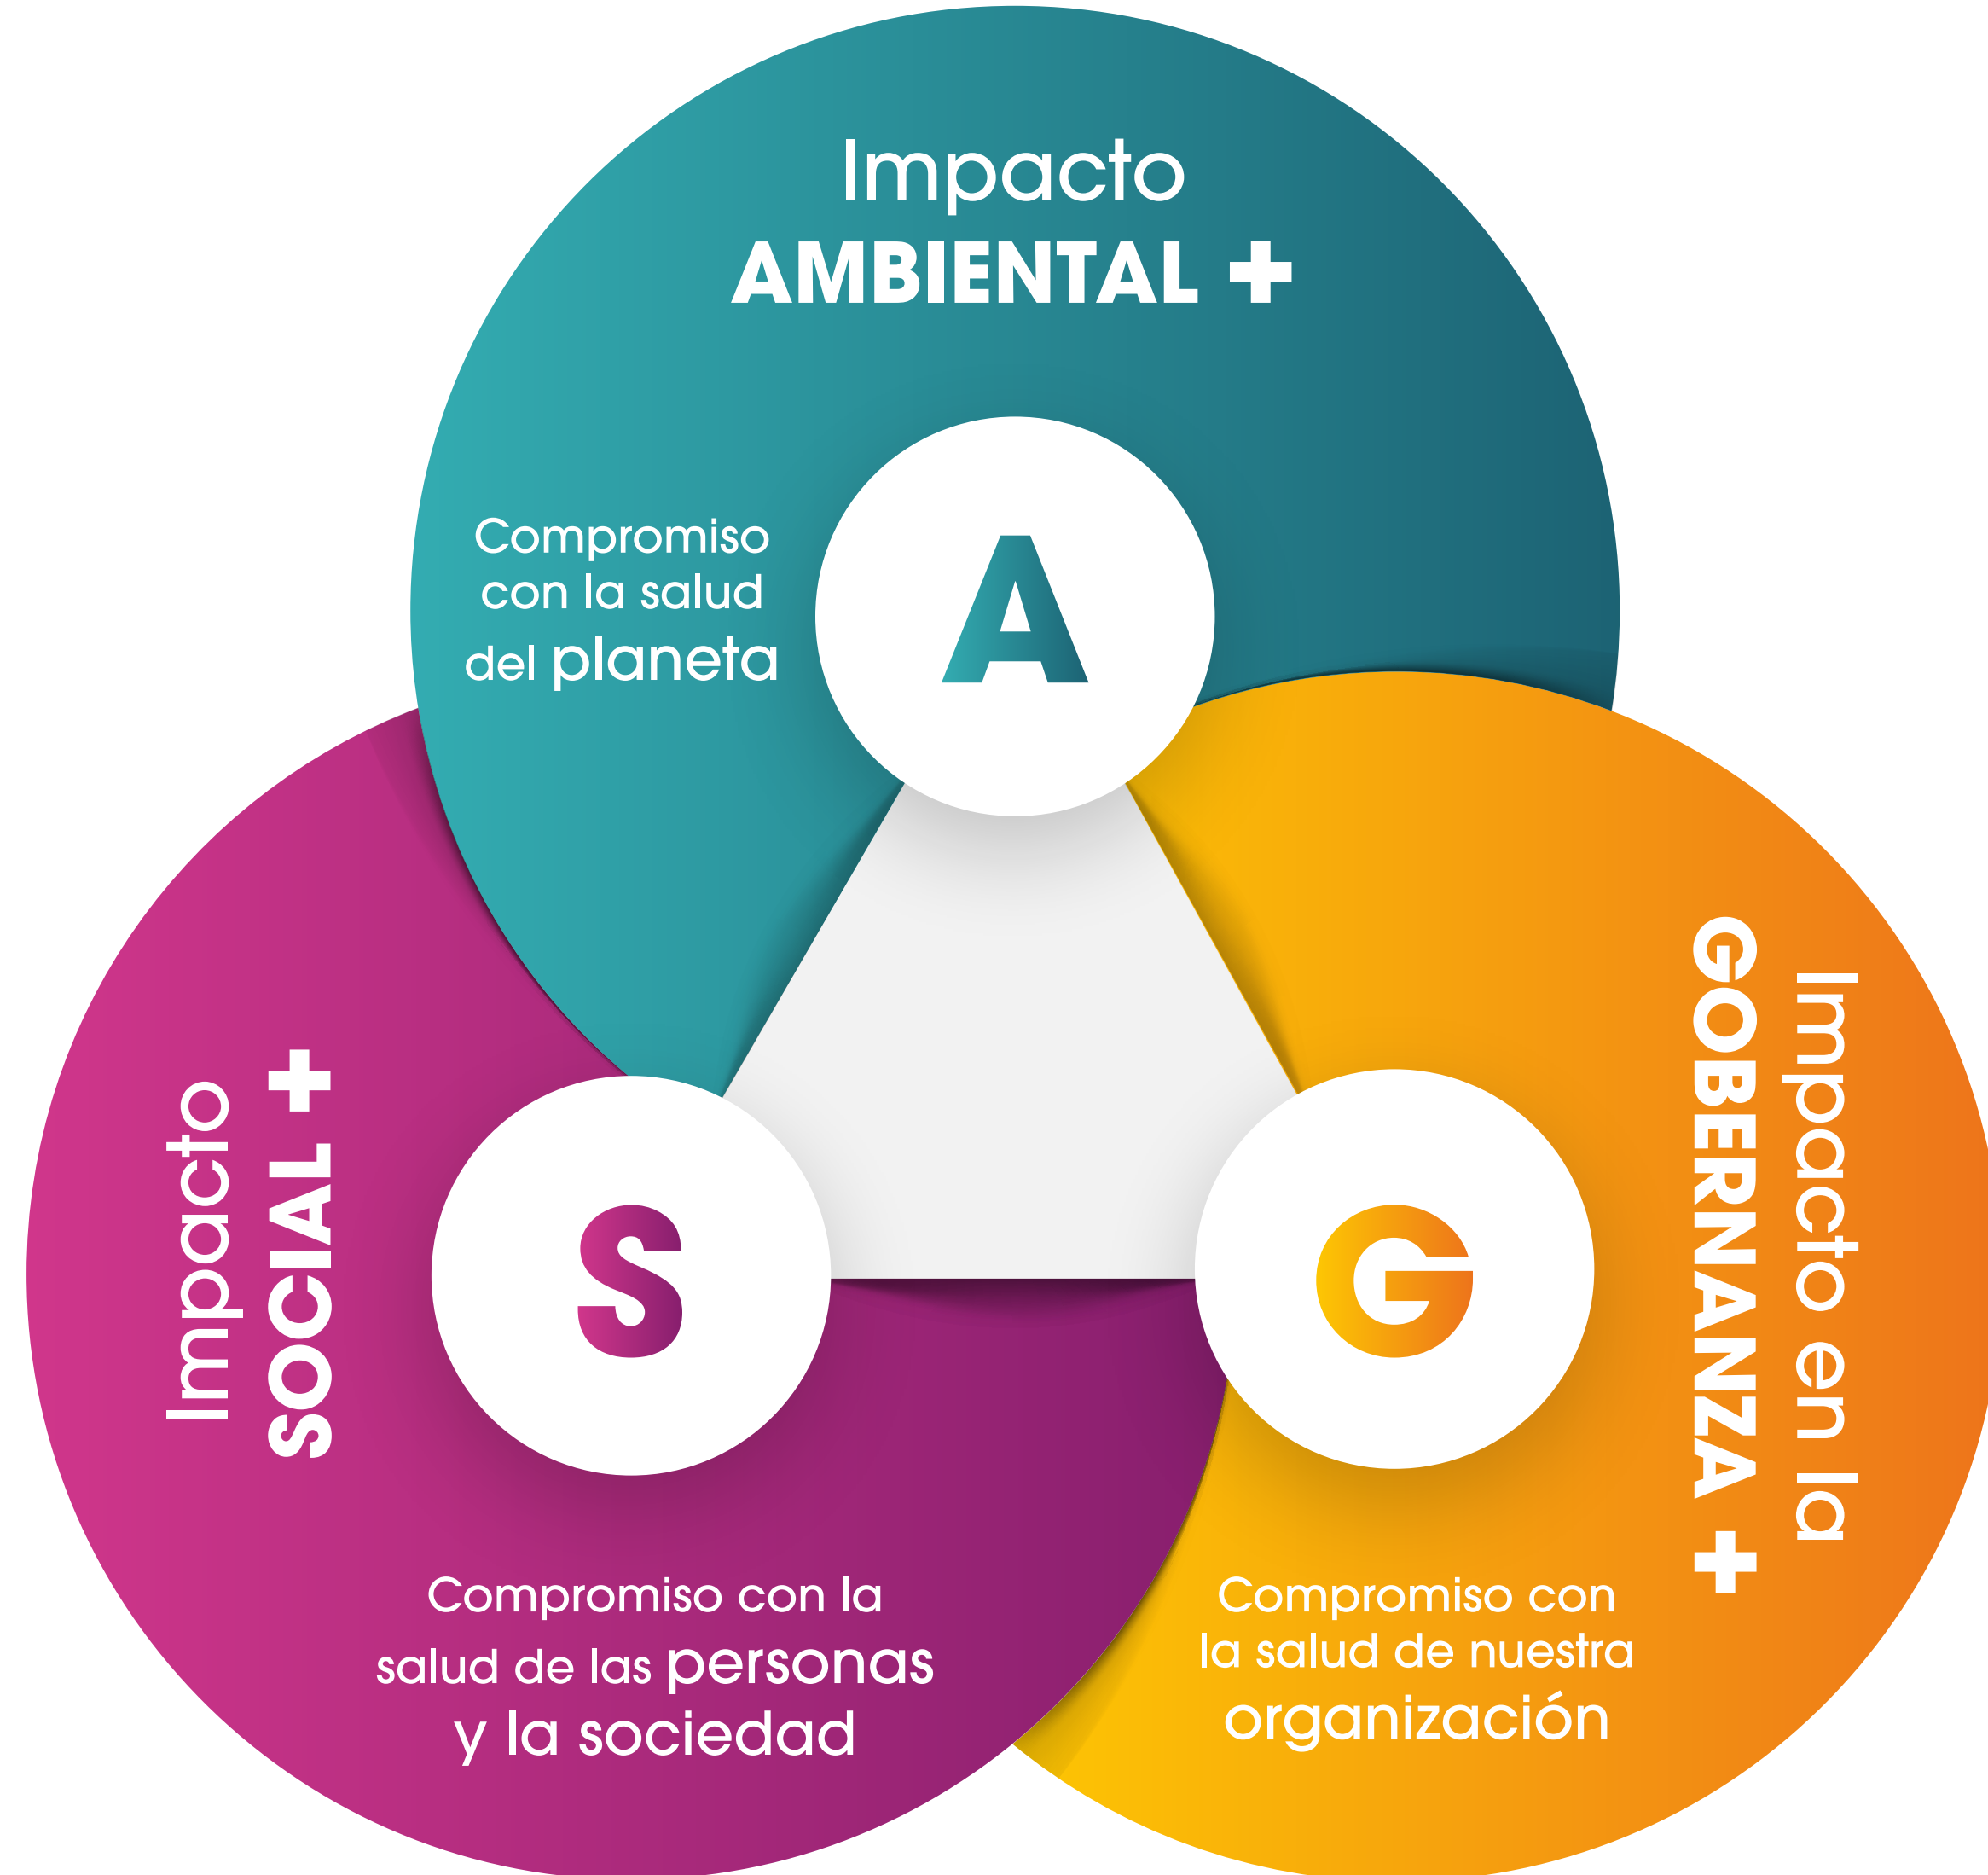 Impacto
AMBIENTAL +
Compromiso
con la salud
del planeta
A
Impacto
SOCIAL +
S
Compromiso con la
salud de las personas
y la sociedad
Impacto en la
GOBERNANZA +
G
Compromiso con
la salud de nuestra
organización